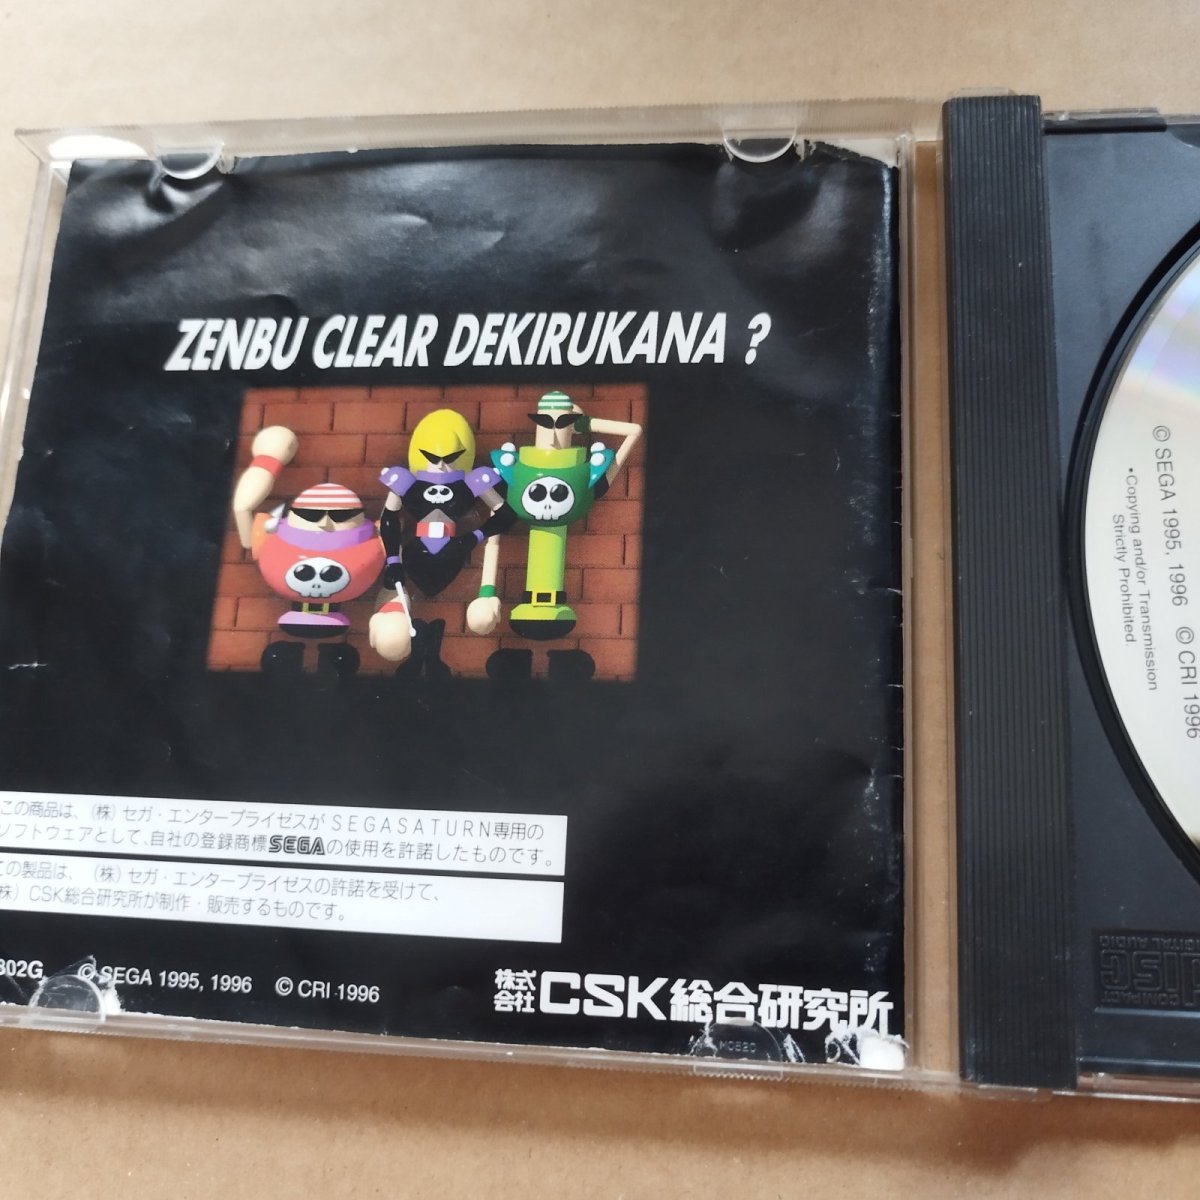 ZENBU CLEAR DEKIRUKANA ?
この商品は、(株) セガ・エンタープライゼスがSEGASATURN専用の
ソフトウェアとして、自社の登録商標SEGAの使用を許諾したものです。
この製品は、(株) セガ・エンタープライゼスの許諾を受けて、
株) CSK総合研究所が制作・販売するものです。
302G © SEGA 1995, 1996 © CRI 1996
株式会社CSK総合研究所
MC520
© SEGA 1995, 1996 © CRI 1996
•Copying and/or Transmission
Strictly Prohibited.
COMPACT
DISC
DIGITAL AUDIO